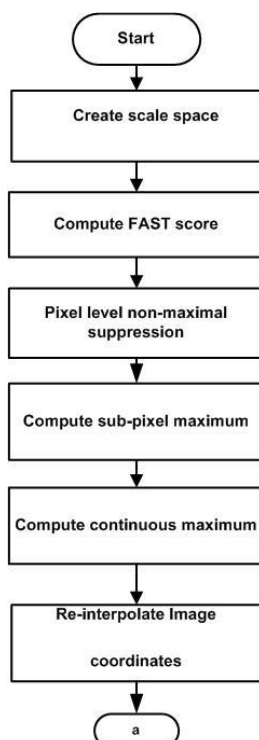 Start
Create scale space
Compute FAST score
Pixel level non-maximal
suppression
Compute sub-pixel maximum
Compute continuous maximum
Re-interpolate Image
coordinates
a